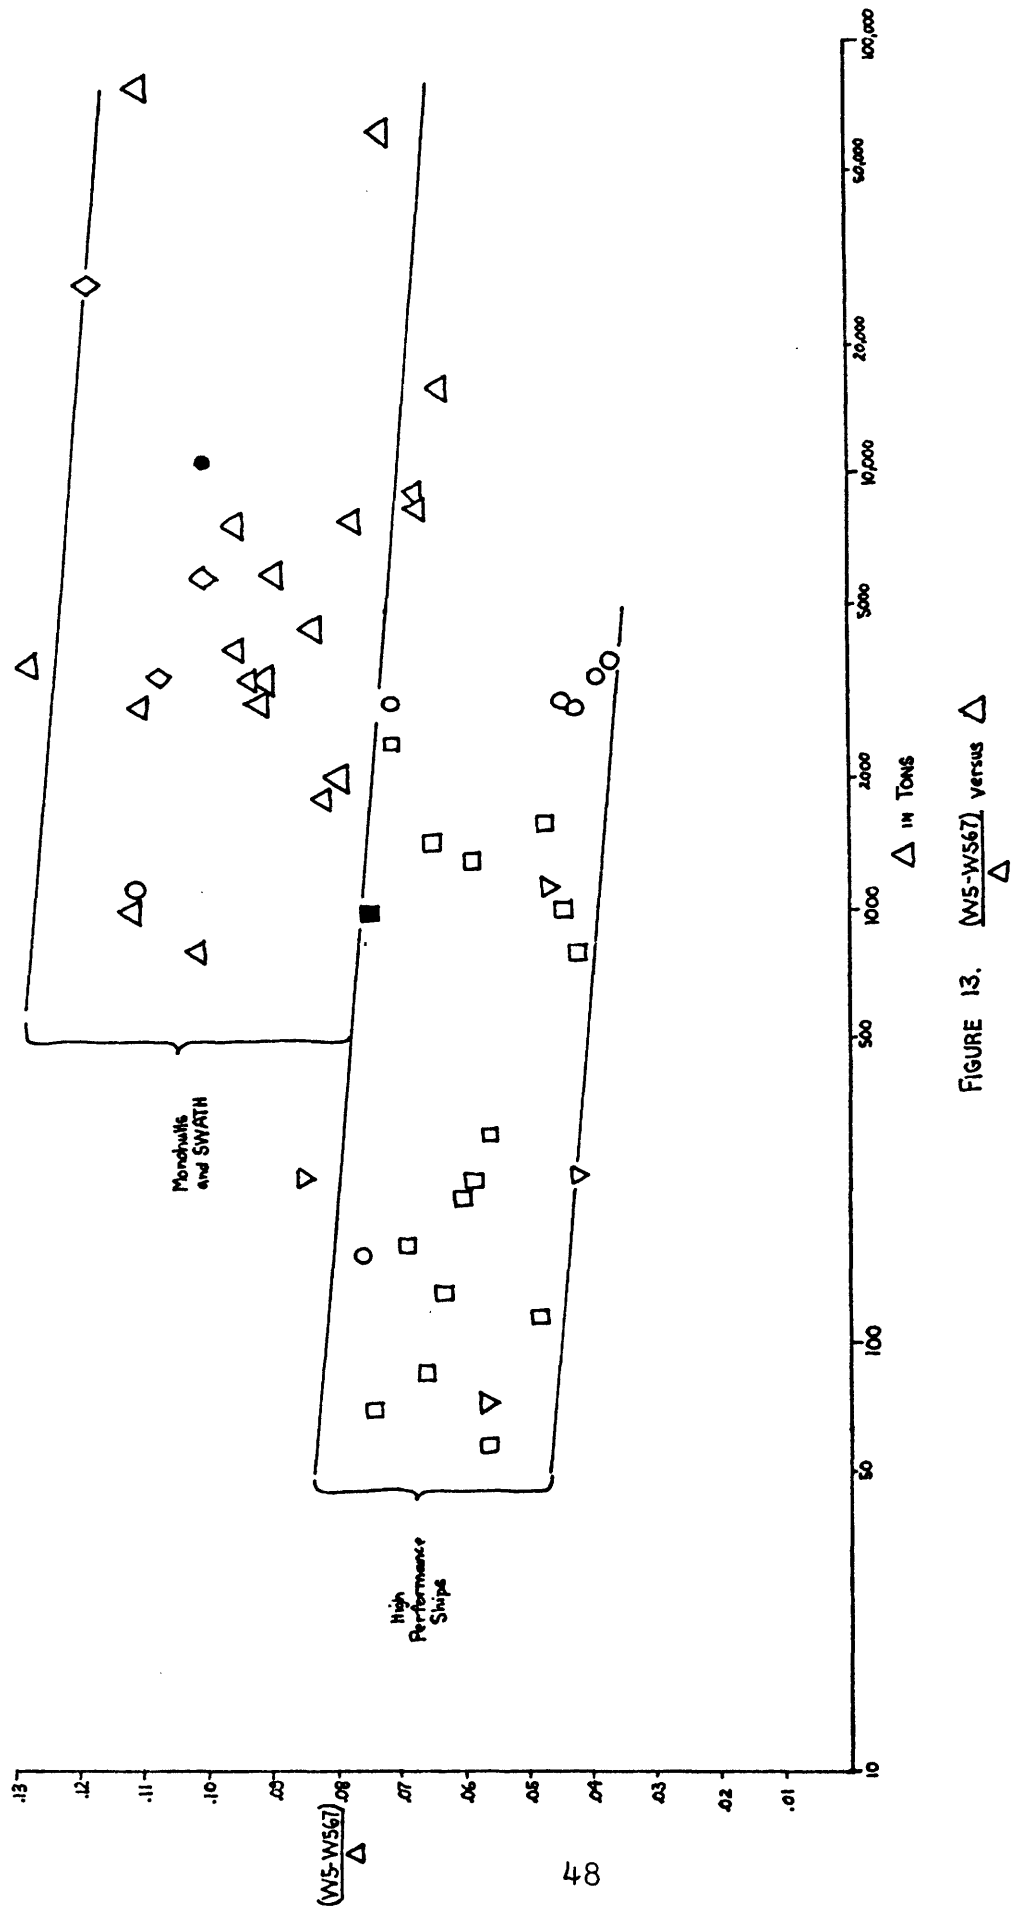 (W5-W567)
Δ
.13
.12
.11
.10
.09
.08
.07
.06
.05
.04
.03
.02
.01
Monohulls
and SWATH
High
Performance
Ships
10
50
100
500
1000
2000
5000
10,000
20,000
50,000
100,000
Δ IN TONS
FIGURE 13. (W5-W567) versus Δ
Δ
48